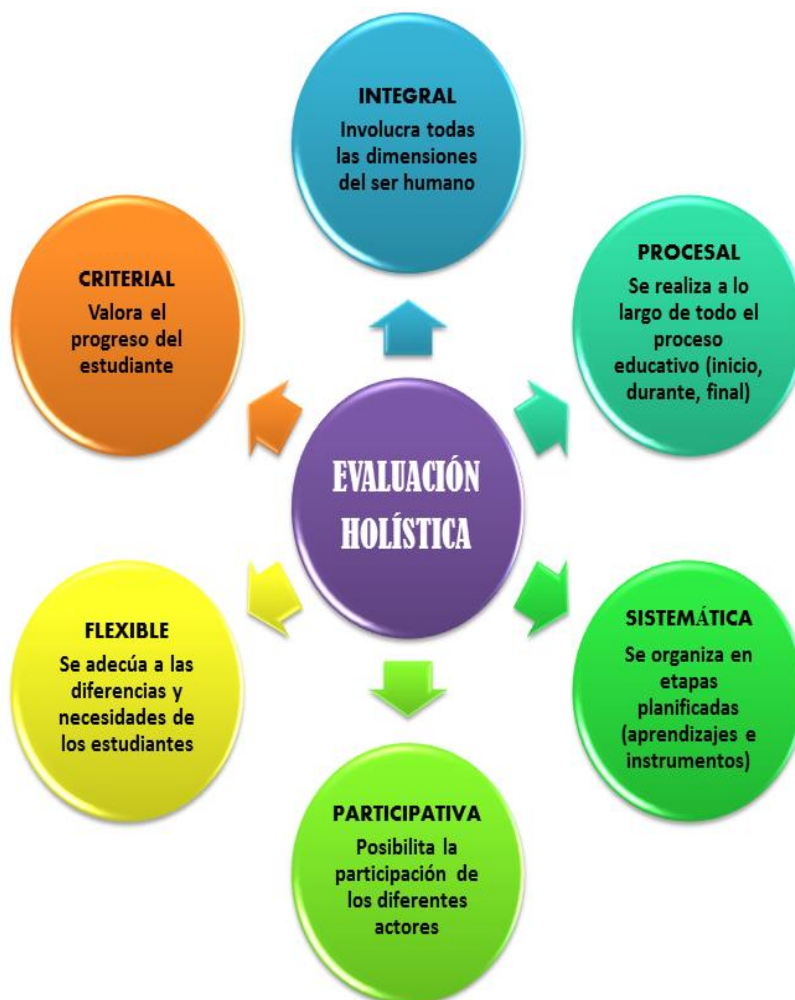 INTEGRAL
Involucra todas
las dimensiones
del ser humano
PROCESAL
Se realiza a lo
largo de todo el
proceso
educativo (inicio,
durante, final)
SISTEMÁTICA
Se organiza en
etapas
planificadas
(aprendizajes e
instrumentos)
PARTICIPATIVA
Posibilita la
participación de
los diferentes
actores
FLEXIBLE
Se adecúa a las
diferencias y
necesidades de
los estudiantes
CRITERIAL
Valora el
progreso del
estudiante
EVALUACIÓN
HOLÍSTICA